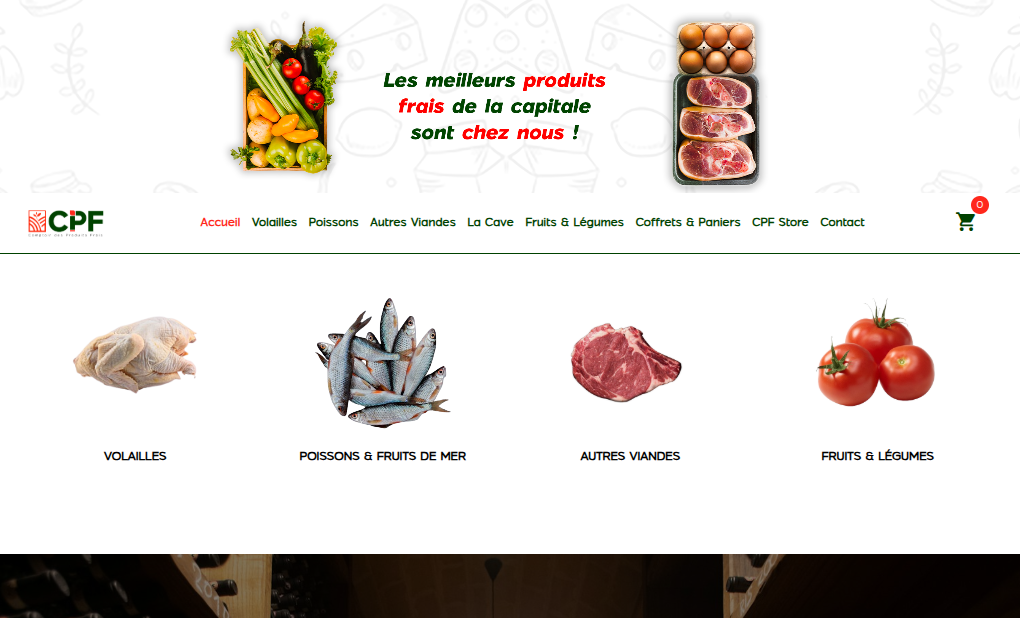 Les meilleurs produits
frais de la capitale
sont chez nous !
0
CPF
Comptoir des Produits Frais
Accueil Volailles Poissons Autres Viandes La Cave Fruits & Légumes Coffrets & Paniers CPF Store Contact
VOLAILLES POISSONS & FRUITS DE MER AUTRES VIANDES FRUITS & LÉGUMES